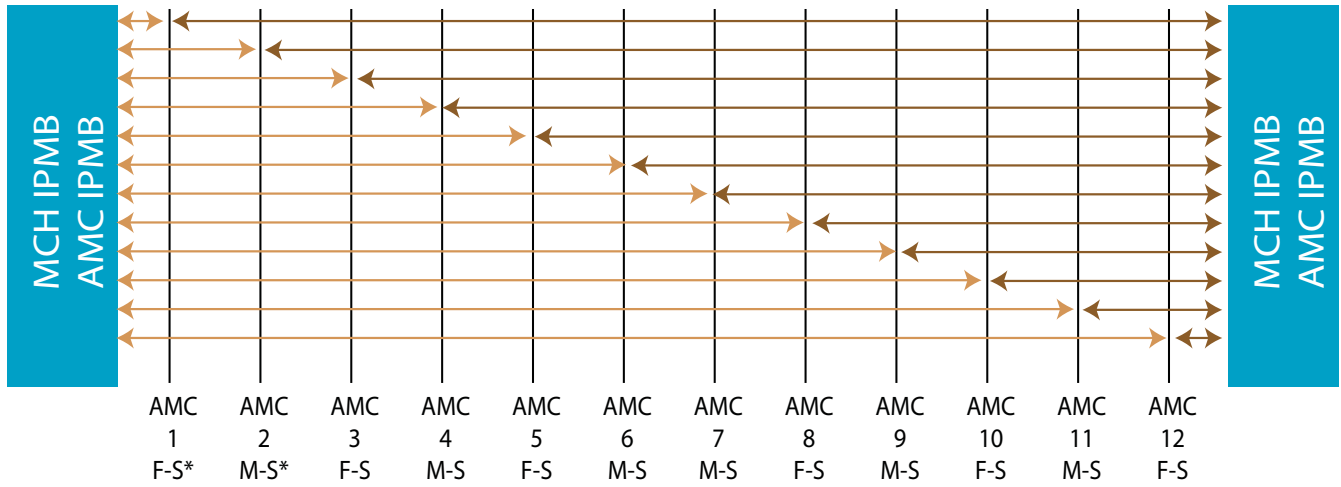 MCH IPMB
AMC IPMB
MCH IPMB
AMC IPMB
AMC AMC AMC AMC AMC AMC AMC AMC AMC AMC AMC AMC
1 2 3 4 5 6 7 8 9 10 11 12
F-S* M-S* F-S M-S F-S M-S M-S F-S M-S F-S M-S F-S